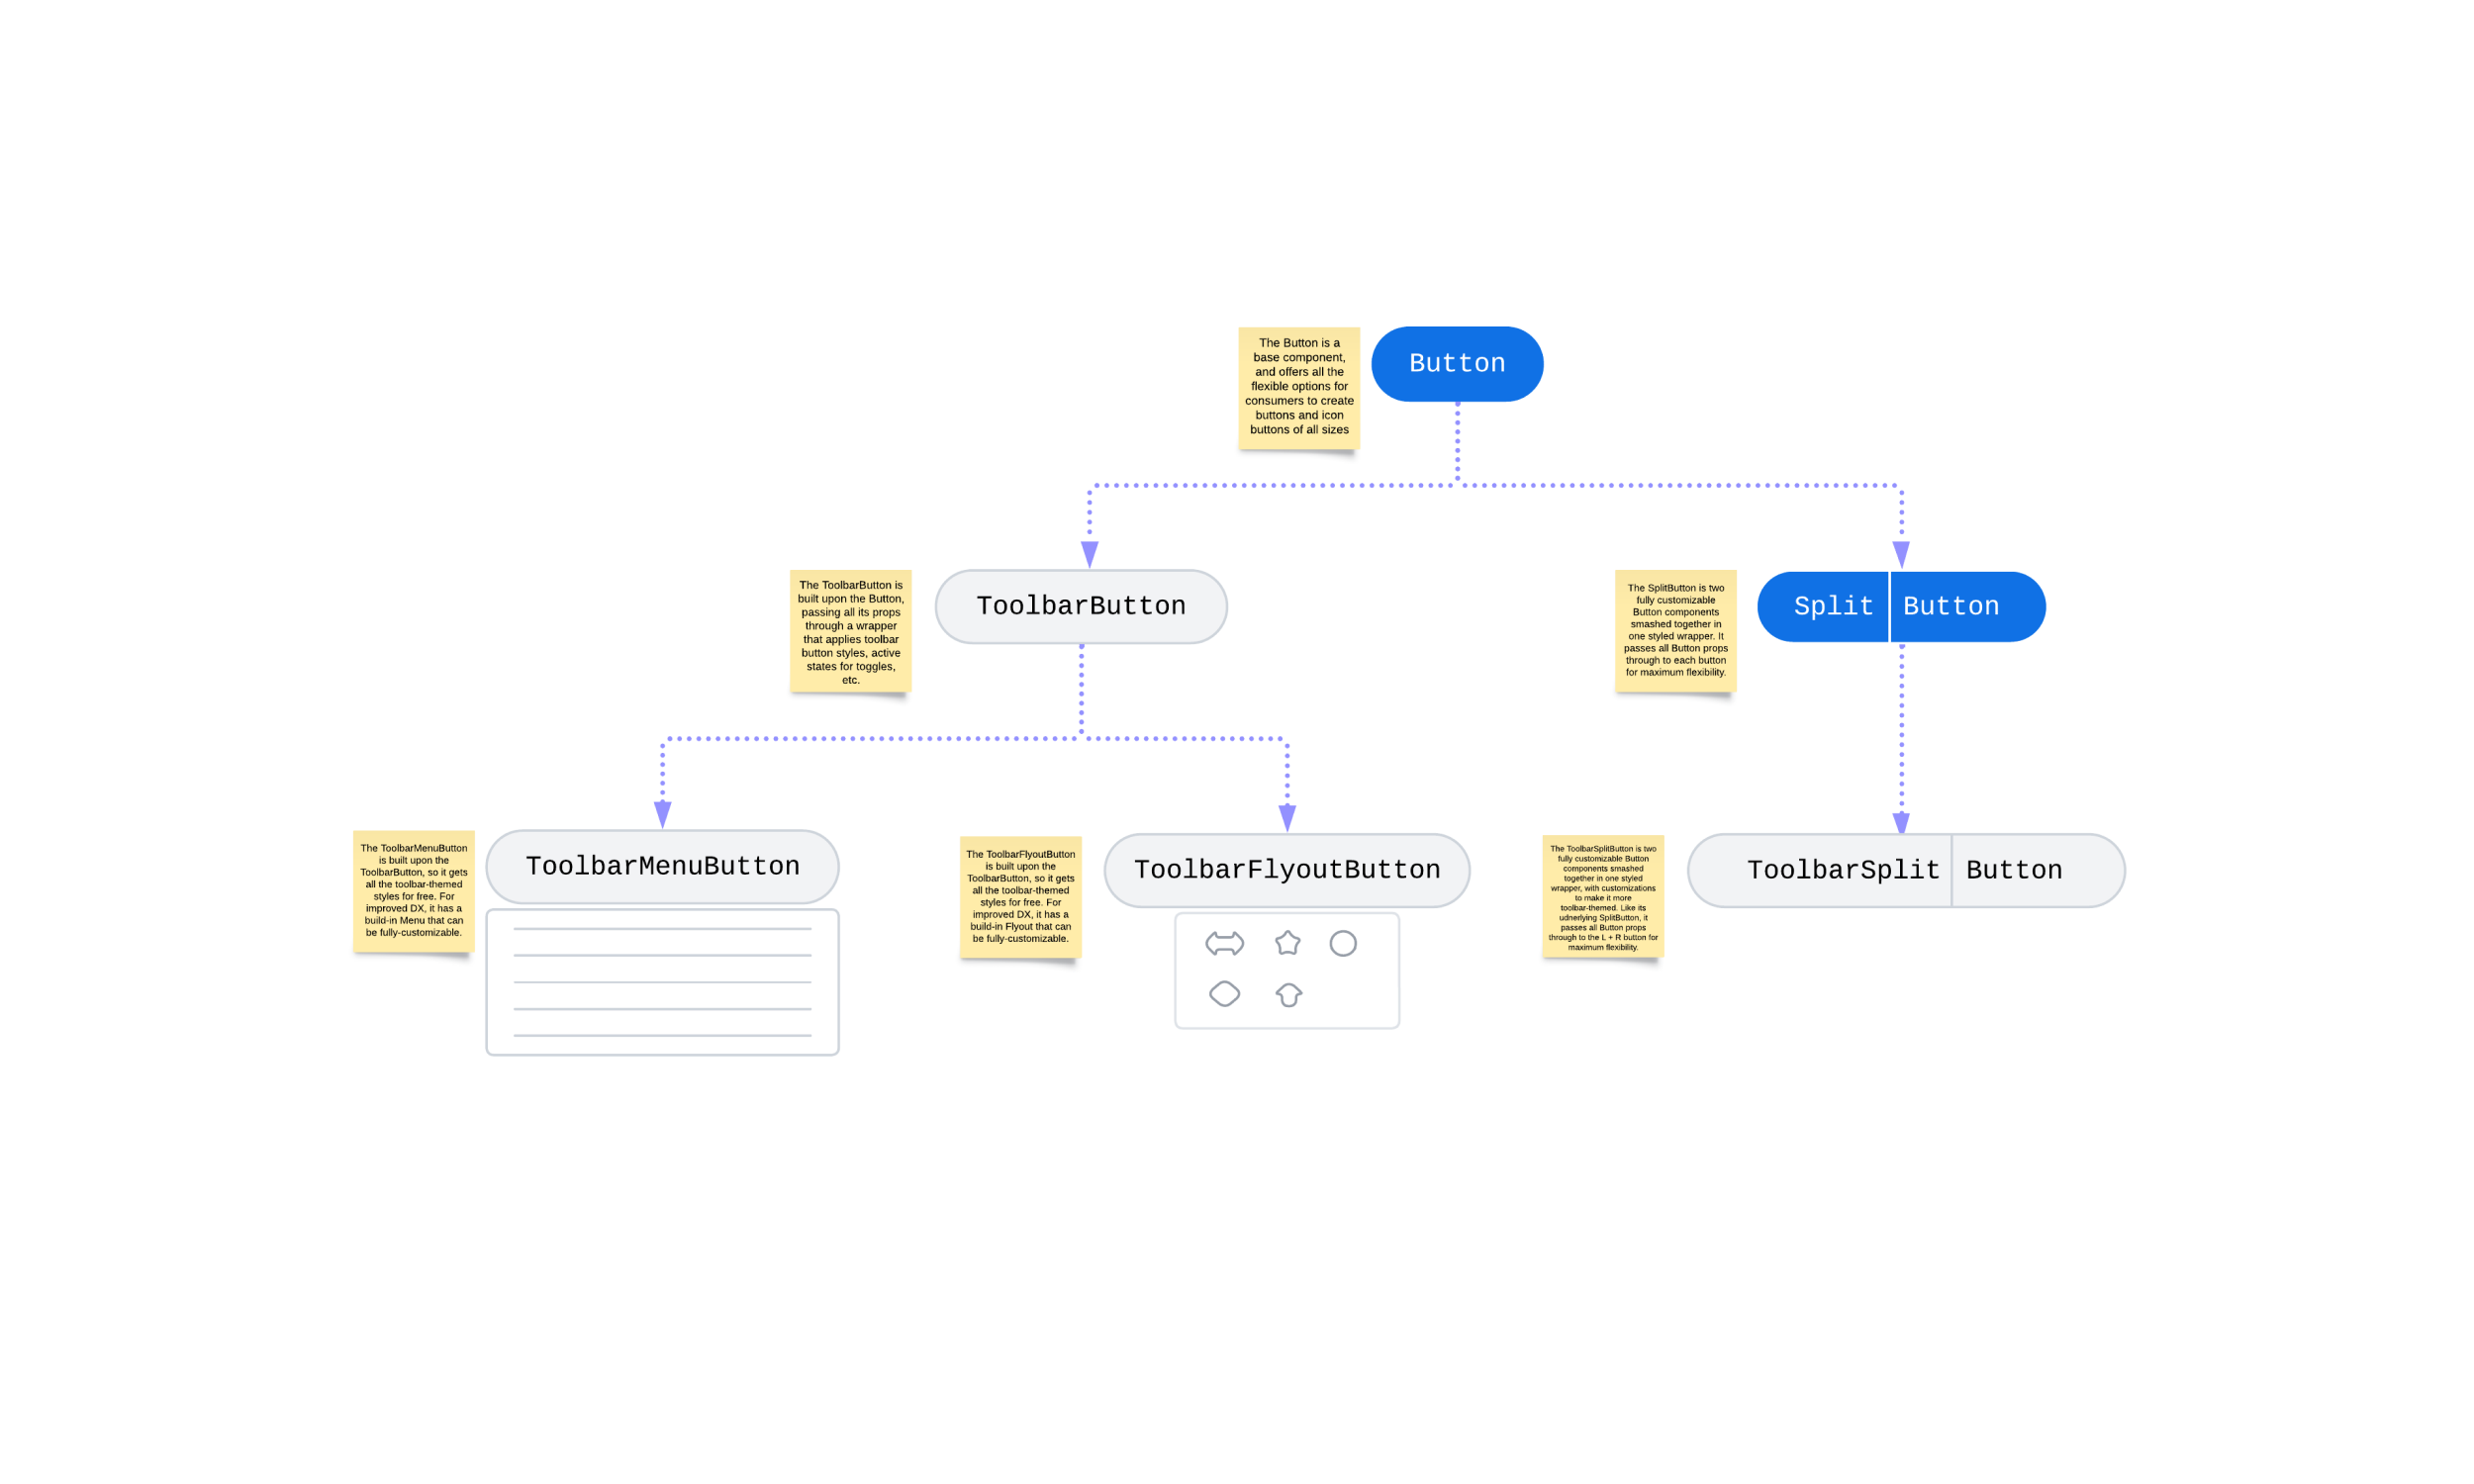 The Button is a
base component,
and offers all the
flexible options for
consumers to create
buttons and icon
buttons of all sizes
Button
The ToolbarButton is
built upon the Button,
passing all its props
through a wrapper
that applies toolbar
button styles, active
states for toggles,
etc.
ToolbarButton
The SplitButton is two
fully customizable
Button components
smashed together in
one styled wrapper. It
passes all Button props
through to each button
for maximum flexibility.
Split Button
The ToolbarMenuButton
is built upon the
ToolbarButton, so it gets
all the toolbar-themed
styles for free. For
improved DX, it has a
build-in Menu that can
be fully-customizable.
ToolbarMenuButton
The ToolbarFlyoutButton
is built upon the
ToolbarButton, so it gets
all the toolbar-themed
styles for free. For
improved DX, it has a
build-in Flyout that can
be fully-customizable.
ToolbarFlyoutButton
The ToolbarSplitButton is two
fully customizable Button
components smashed
together in one styled
wrapper, with customizations
to make it more
toolbar-themed. Like its
udnerlying SplitButton, it
passes all Button props
through to the L + R button for
maximum flexibility.
ToolbarSplit Button